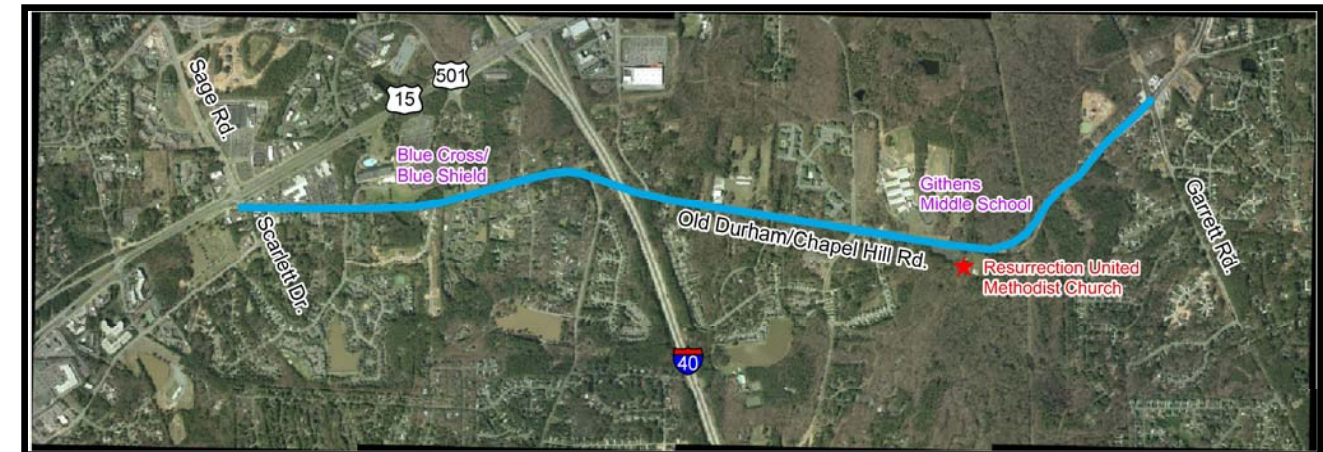 Sage Rd.
15
501
Blue Cross/
Blue Shield
Scarlett Dr.
40
Old Durham/Chapel Hill Rd.
Githens
Middle School
Resurrection United
Methodist Church
Garrett Rd.